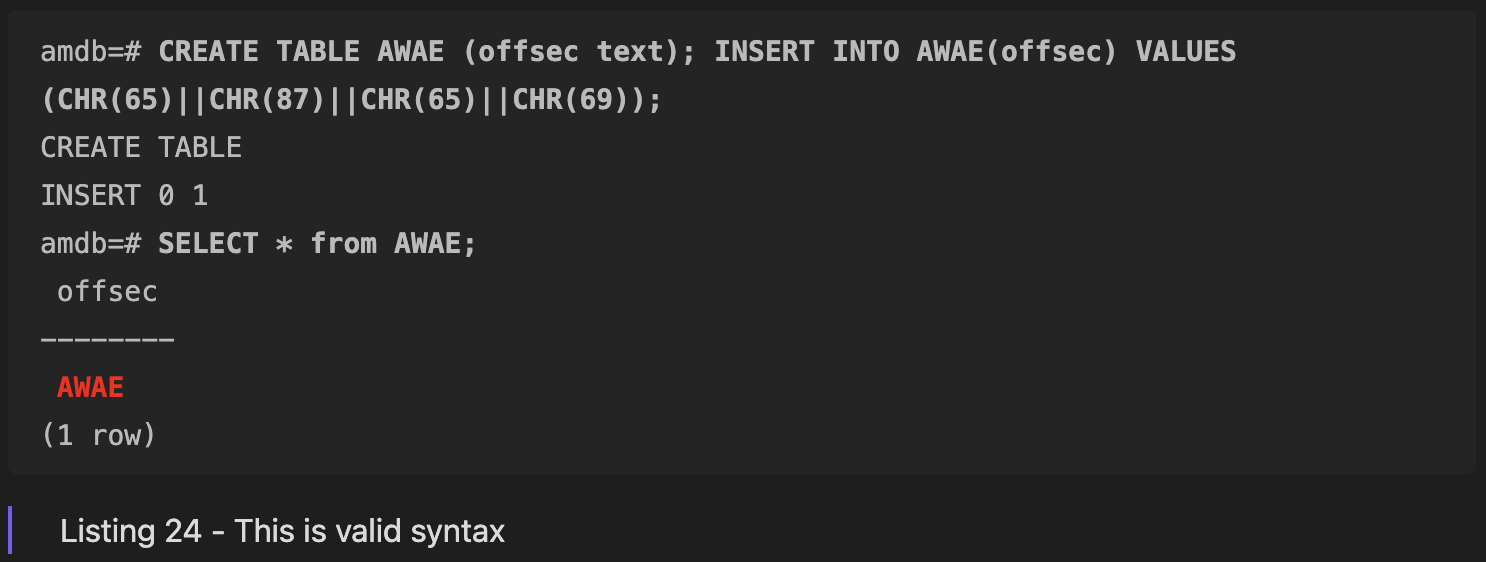 amdb=# CREATE TABLE AWAE (offsec text); INSERT INTO AWAE(offsec) VALUES
(CHR(65)||CHR(87)||CHR(65)||CHR(69));
CREATE TABLE
INSERT 0 1
amdb=# SELECT * from AWAE;
 offsec
--------
 AWAE
(1 row)
Listing 24 - This is valid syntax